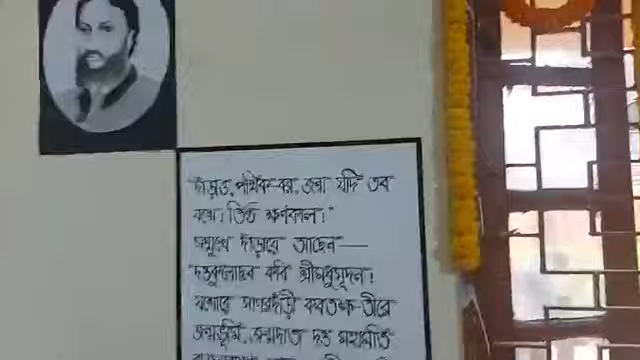 "দাঁড়াও, পথিক-বর, জন্ম যদি তব
বঙ্গে! তিষ্ঠ ক্ষণকাল!"
সম্মুখে দাঁড়ায়ে আছেন—
"দত্তকুলোদ্ভব কবি শ্রীমধুসূদন!
যশোরে সাগরদাঁড়ী কবতক্ষ-তীরে
জন্মভূমি, জন্মদাতা দত্ত মহামতি